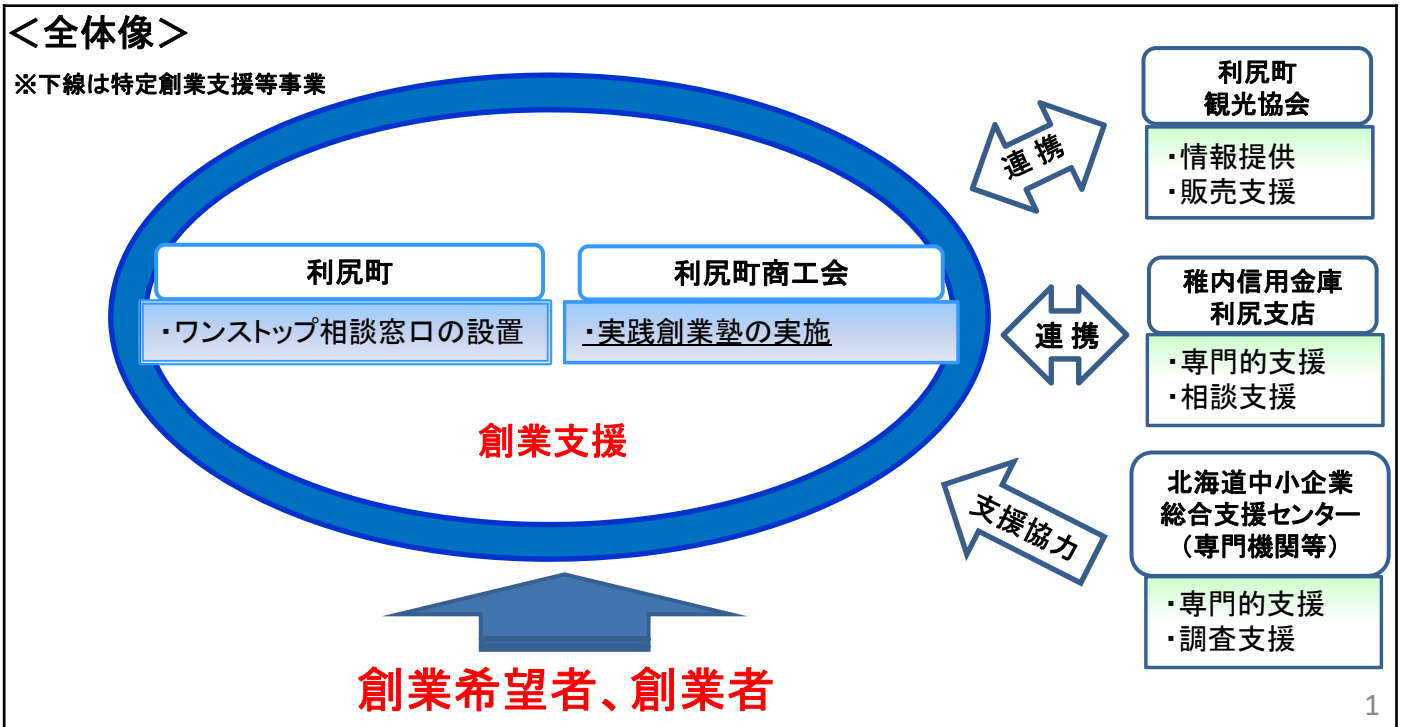 ＜全体像＞
※下線は特定創業支援等事業
利尻町
・ワンストップ相談窓口の設置
利尻町商工会
・実践創業塾の実施
創業支援
創業希望者、創業者
連携
利尻町
観光協会
・情報提供
・販売支援
連携
稚内信用金庫
利尻支店
・専門的支援
・相談支援
支援協力
北海道中小企業
総合支援センター
（専門機関等）
・専門的支援
・調査支援
1